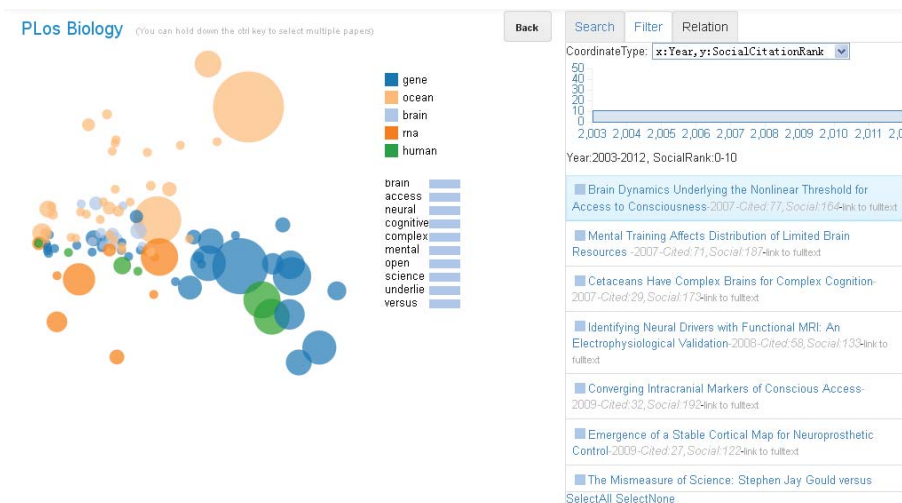 PLos Biology (You can hold down the ctrl key to select multiple papers)
Back
gene
ocean
brain
rna
human
brain
access
neural
cognitive
complex
mental
open
science
underlie
versus
Search Filter Relation
CoordinateType: x:Year,y:SocialCitationRank
50
40
30
20
10
0
2,003 2,004 2,005 2,006 2,007 2,008 2,009 2,010 2,011 2,0
Year:2003-2012, SocialRank:0-10
Brain Dynamics Underlying the Nonlinear Threshold for
Access to Consciousness-2007-Cited:77,Social:164-link to fulltext
Mental Training Affects Distribution of Limited Brain
Resources -2007-Cited:71,Social:187-link to fulltext
Cetaceans Have Complex Brains for Complex Cognition-
2007-Cited:29,Social:173-link to fulltext
Identifying Neural Drivers with Functional MRI: An
Electrophysiological Validation-2008-Cited:58,Social:133-link to
fulltext
Converging Intracranial Markers of Conscious Access-
2009-Cited:32,Social:192-link to fulltext
Emergence of a Stable Cortical Map for Neuroprosthetic
Control-2009-Cited:27,Social:122-link to fulltext
The Mismeasure of Science: Stephen Jay Gould versus
SelectAll SelectNone